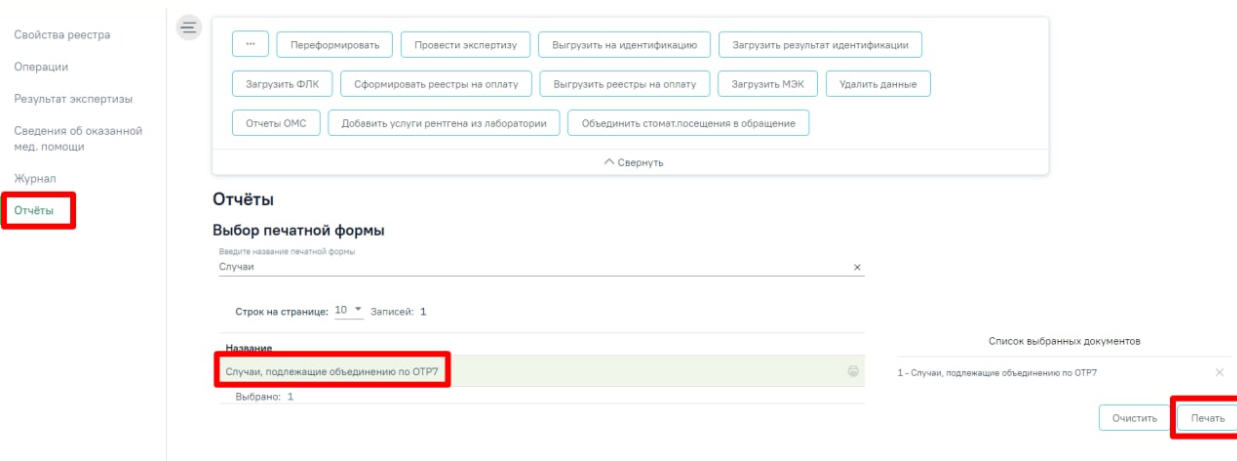 Свойства реестра
Операции
Результат экспертизы
Сведения об оказанной
мед. помощи
Журнал
Отчёты
... Переформировать Провести экспертизу Выгрузить на идентификацию Загрузить результат идентификации
Загрузить ФЛК Сформировать реестры на оплату Выгрузить реестры на оплату Загрузить МЭК Удалить данные
Отчеты ОМС Добавить услуги рентгена из лаборатории Объединить стомат.посещения в обращение
Свернуть
Отчёты
Выбор печатной формы
Введите название печатной формы
Случаи
Строк на странице: 10 Записей: 1
Название
Случаи, подлежащие объединению по ОТР7
Выбрано: 1
Список выбранных документов
1 - Случаи, подлежащие объединению по ОТР7
Очистить Печать